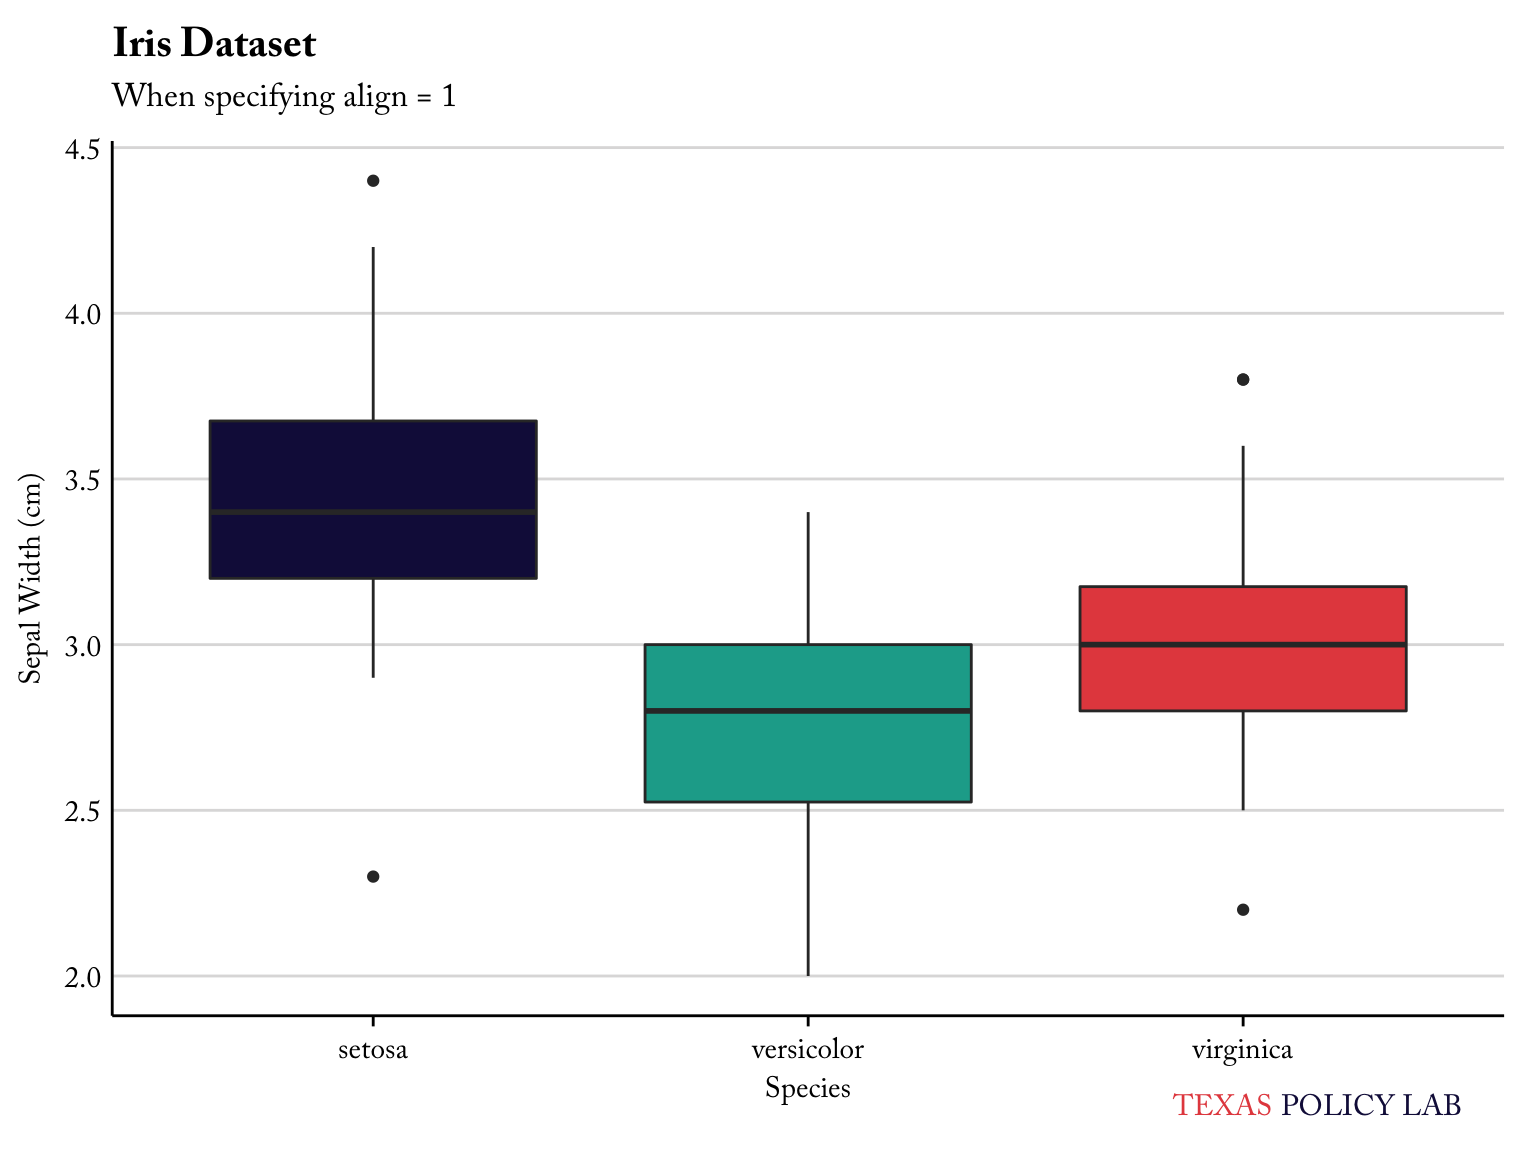 Iris Dataset
When specifying align = 1
4.5
4.0
3.5
3.0
2.5
2.0
Sepal Width (cm)
setosa versicolor virginica
Species
TEXAS POLICY LAB